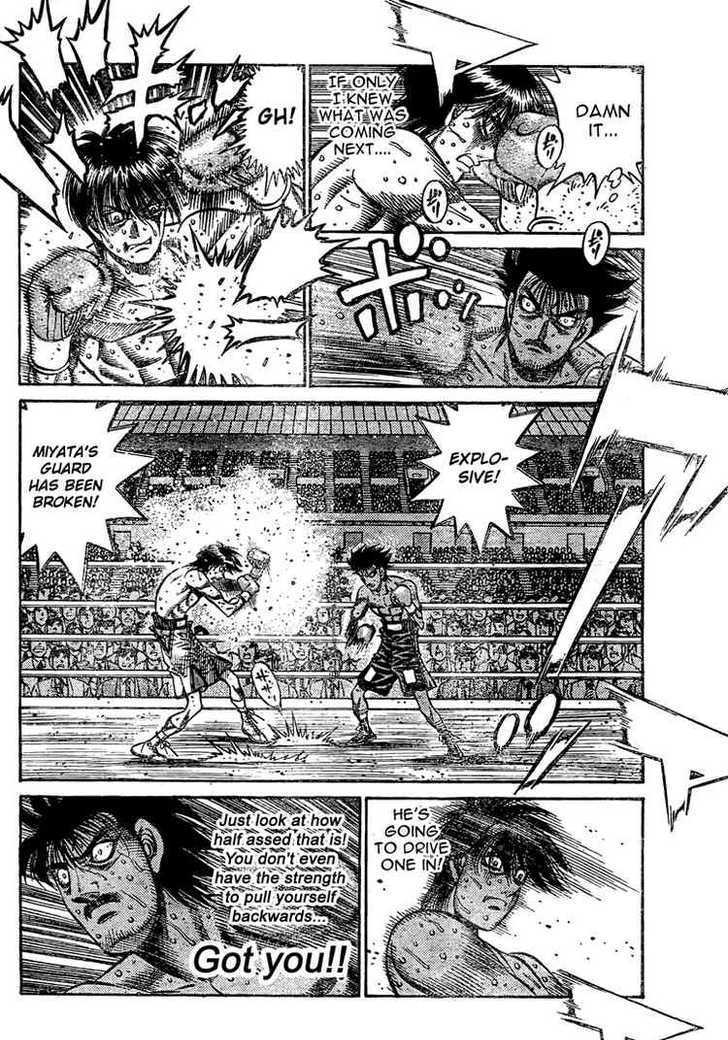 DAMN
IT...
IF ONLY
I KNEW
WHAT WAS
COMING
NEXT....
GH!
EXPLO-
SIVE!
MIYATA'S
GUARD
HAS BEEN
BROKEN!
HE'S
GOING
TO DRIVE
ONE IN!
Just look at how
half assed that is!
You don't even
have the strength
to pull yourself
backwards...
Got you!!